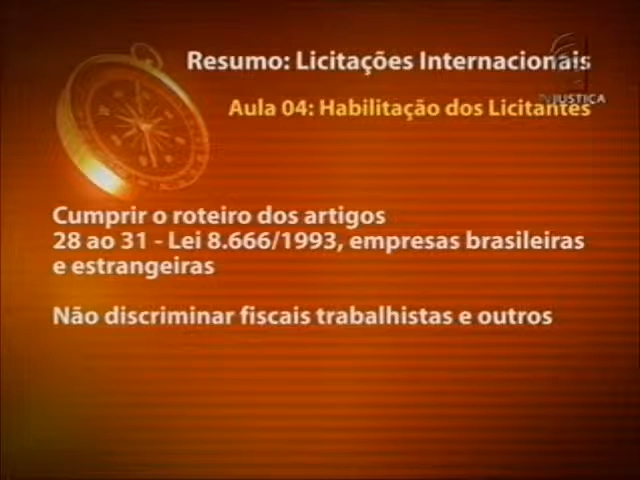 Resumo: Licitações Internacionais
Aula 04: Habilitação dos Licitantes
TVJUSTICA
Cumprir o roteiro dos artigos
28 ao 31 - Lei 8.666/1993, empresas brasileiras
e estrangeiras
Não discriminar fiscais trabalhistas e outros